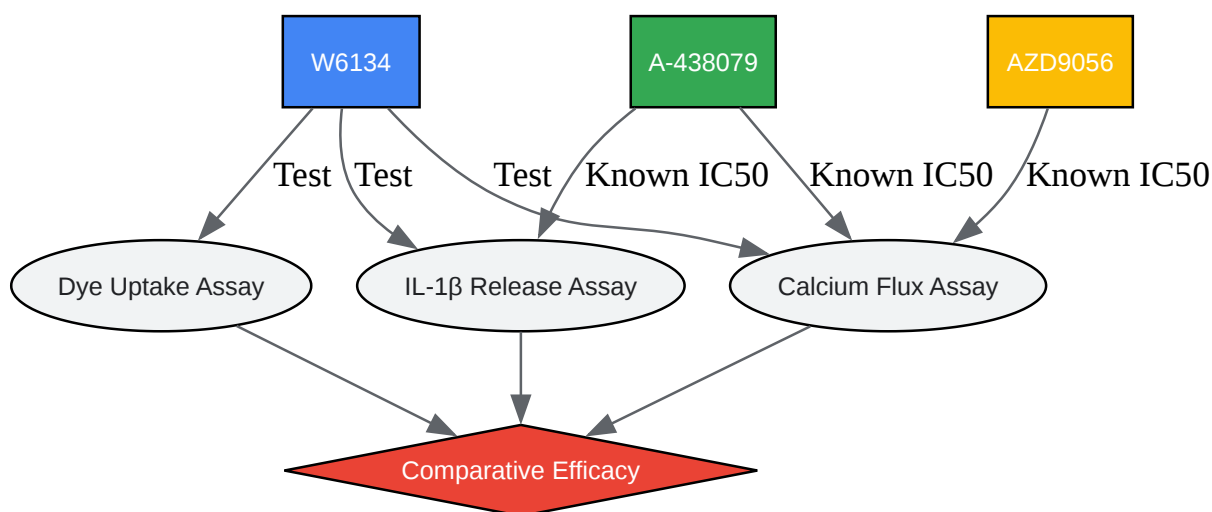 W6134
A-438079
AZD9056
Test
Test
Test
Known IC50
Known IC50
Known IC50
Dye Uptake Assay
IL-1β Release Assay
Calcium Flux Assay
Comparative Efficacy